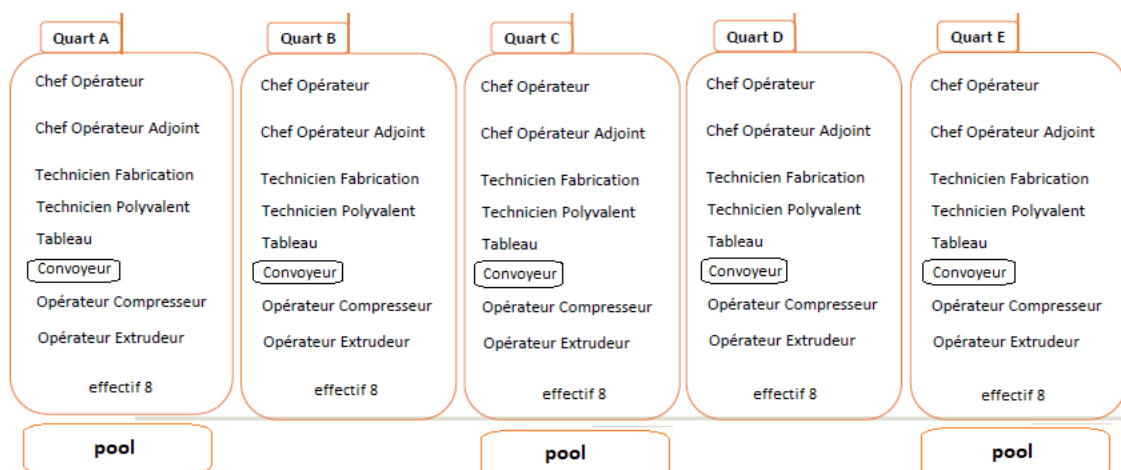 Quart A
Chef Opérateur
Chef Opérateur Adjoint
Technicien Fabrication
Technicien Polyvalent
Tableau
Convoyeur
Opérateur Compresseur
Opérateur Extrudeur
effectif 8
pool
Quart B
Chef Opérateur
Chef Opérateur Adjoint
Technicien Fabrication
Technicien Polyvalent
Tableau
Convoyeur
Opérateur Compresseur
Opérateur Extrudeur
effectif 8
Quart C
Chef Opérateur
Chef Opérateur Adjoint
Technicien Fabrication
Technicien Polyvalent
Tableau
Convoyeur
Opérateur Compresseur
Opérateur Extrudeur
effectif 8
pool
Quart D
Chef Opérateur
Chef Opérateur Adjoint
Technicien Fabrication
Technicien Polyvalent
Tableau
Convoyeur
Opérateur Compresseur
Opérateur Extrudeur
effectif 8
Quart E
Chef Opérateur
Chef Opérateur Adjoint
Technicien Fabrication
Technicien Polyvalent
Tableau
Convoyeur
Opérateur Compresseur
Opérateur Extrudeur
effectif 8
pool